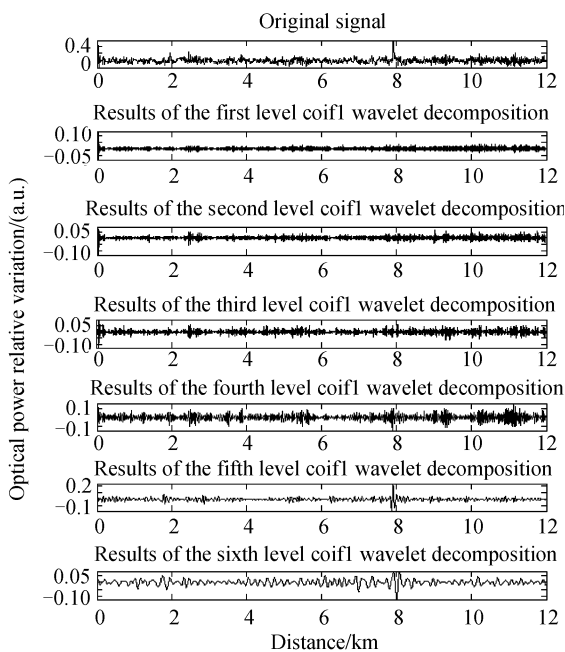 Original signal
0.4
0
0 2 4 6 8 10 12
Results of the first level coif1 wavelet decomposition
0.10
−0.05
0 2 4 6 8 10 12
Results of the second level coif1 wavelet decomposition
0.05
−0.10
0 2 4 6 8 10 12
Results of the third level coif1 wavelet decomposition
0.05
−0.10
0 2 4 6 8 10 12
Results of the fourth level coif1 wavelet decomposition
0.1
−0.1
0 2 4 6 8 10 12
Results of the fifth level coif1 wavelet decomposition
0.2
−0.1
0 2 4 6 8 10 12
Results of the sixth level coif1 wavelet decomposition
0.05
−0.10
0 2 4 6 8 10 12
Distance/km
Optical power relative variation/(a.u.)